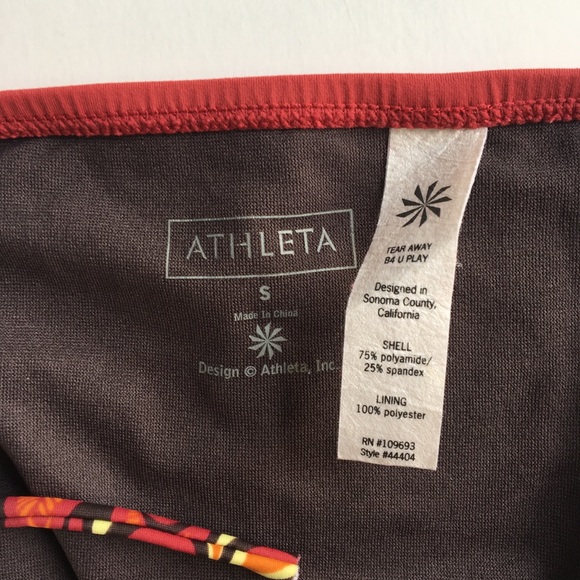 ATHLETA
S
Made In China
Design © Athleta, Inc.
TEAR AWAY
B4 U PLAY
Designed in
Sonoma County,
California
SHELL
75% polyamide/
25% spandex
LINING
100% polyester
RN #109693
Style #44404